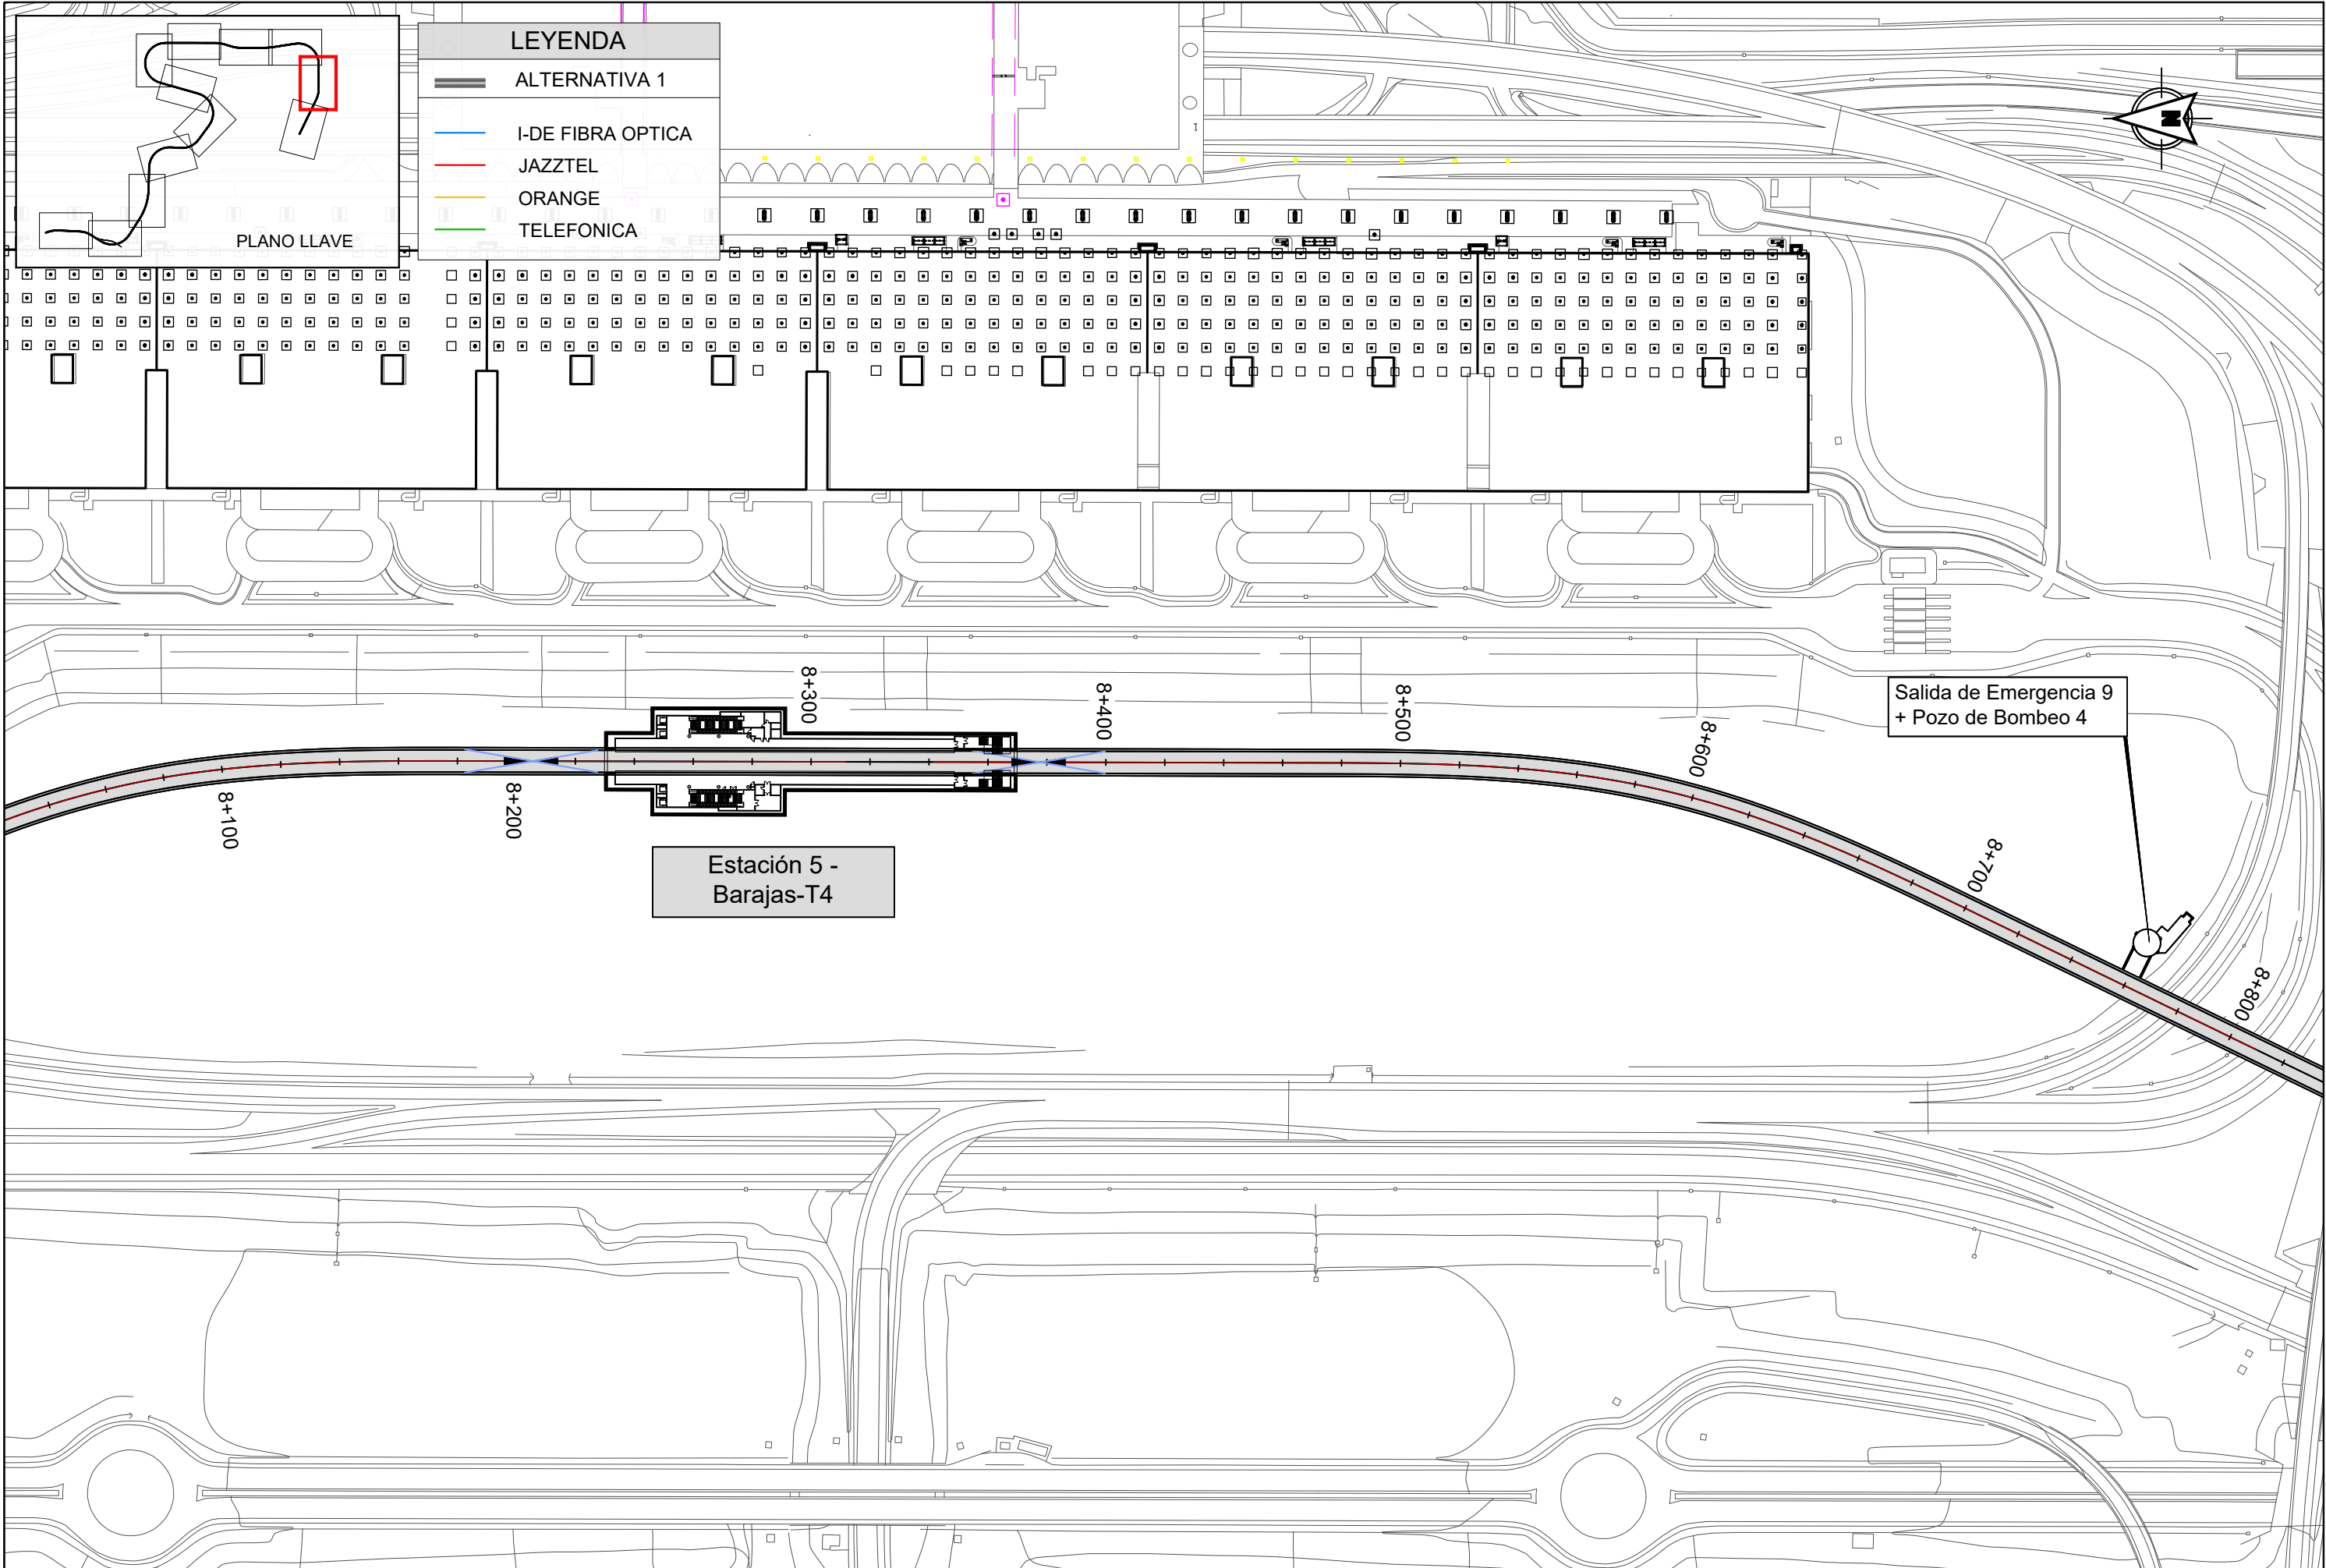 LEYENDA
ALTERNATIVA 1
I-DE FIBRA OPTICA
JAZZTEL
ORANGE
TELEFONICA
PLANO LLAVE
N
8+300
8+400
8+500
8+600
Salida de Emergencia 9
+ Pozo de Bombeo 4
8+100
8+200
8+700
8+800
Estación 5 -
Barajas-T4